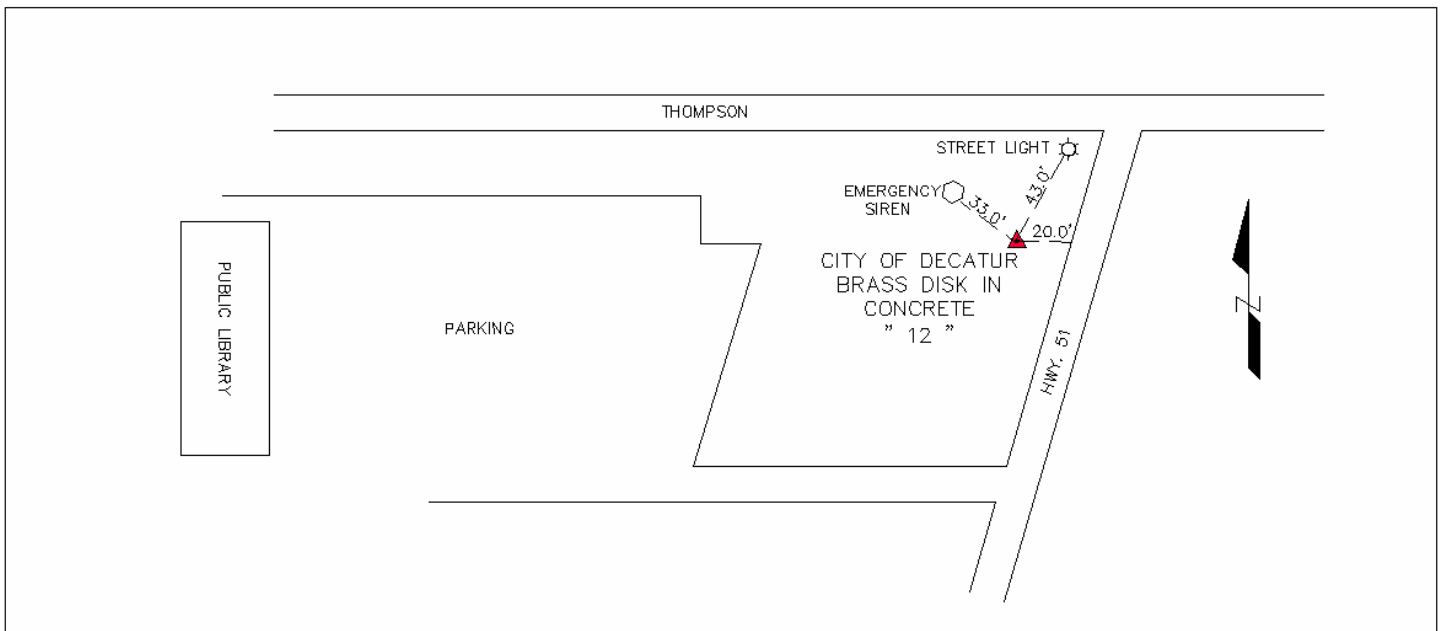 THOMPSON
STREET LIGHT
43.0'
EMERGENCY
SIREN
33.0'
20.0'
CITY OF DECATUR
BRASS DISK IN
CONCRETE
" 12 "
PUBLIC LIBRARY
PARKING
HWY. 51
N